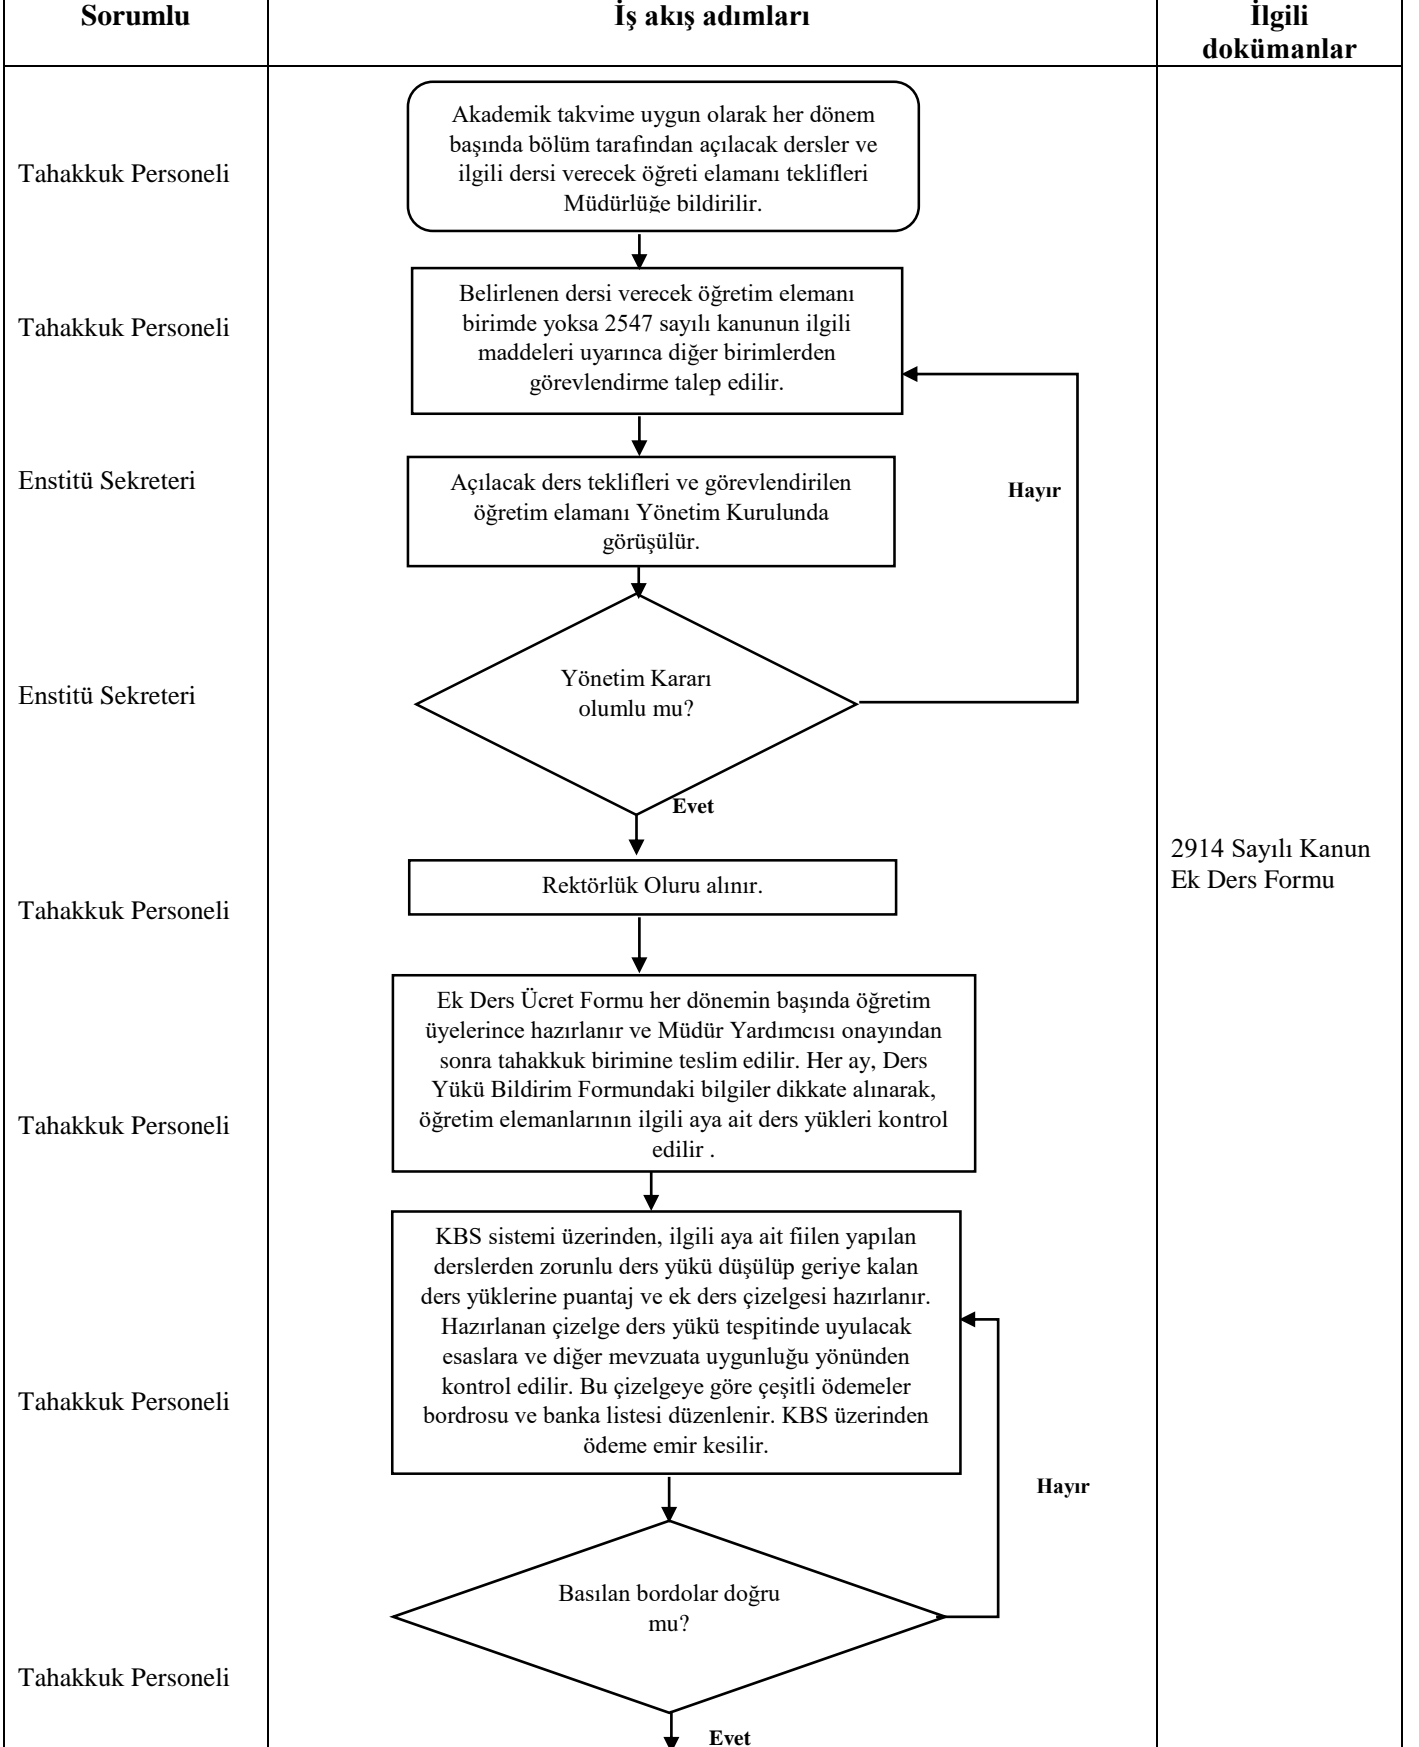 Sorumlu
İş akış adımları
İlgili
dokümanlar
Tahakkuk Personeli
Akademik takvime uygun olarak her dönem
başında bölüm tarafından açılacak dersler ve
ilgili dersi verecek öğreti elamanı teklifleri
Müdürlüğe bildirilir.
Tahakkuk Personeli
Belirlenen dersi verecek öğretim elemanı
birimde yoksa 2547 sayılı kanunun ilgili
maddeleri uyarınca diğer birimlerden
görevlendirme talep edilir.
Enstitü Sekreteri
Açılacak ders teklifleri ve görevlendirilen
öğretim elamanı Yönetim Kurulunda
görüşülür.
Hayır
Enstitü Sekreteri
Yönetim Kararı
olumlu mu?
Evet
2914 Sayılı Kanun
Ek Ders Formu
Tahakkuk Personeli
Rektörlük Oluru alınır.
Tahakkuk Personeli
Ek Ders Ücret Formu her dönemin başında öğretim
üyelerince hazırlanır ve Müdür Yardımcısı onayından
sonra tahakkuk birimine teslim edilir. Her ay, Ders
Yükü Bildirim Formundaki bilgiler dikkate alınarak,
öğretim elemanlarının ilgili aya ait ders yükleri kontrol
edilir .
Tahakkuk Personeli
KBS sistemi üzerinden, ilgili aya ait fiilen yapılan
derslerden zorunlu ders yükü düşülüp geriye kalan
ders yüklerine puantaj ve ek ders çizelgesi hazırlanır.
Hazırlanan çizelge ders yükü tespitinde uyulacak
esaslara ve diğer mevzuata uygunluğu yönünden
kontrol edilir. Bu çizelgeye göre çeşitli ödemeler
bordrosu ve banka listesi düzenlenir. KBS üzerinden
ödeme emir kesilir.
Hayır
Tahakkuk Personeli
Basılan bordolar doğru
mu?
Evet